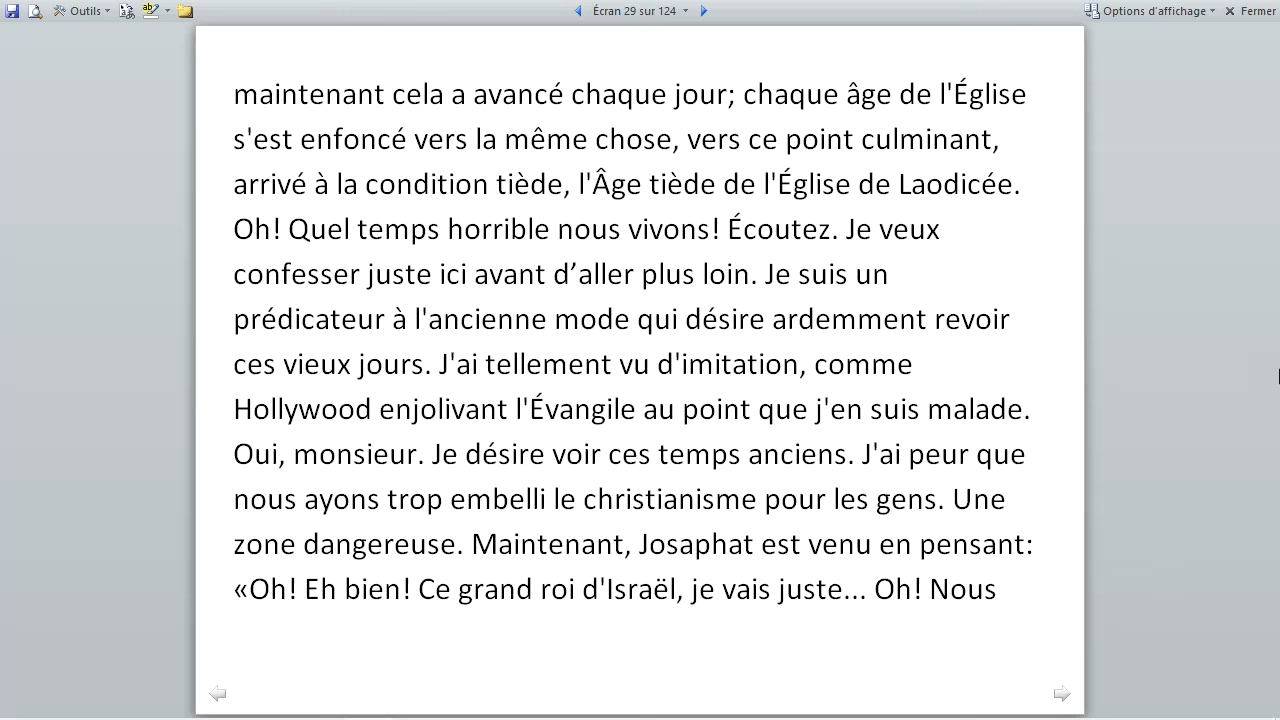 Outils Écran 29 sur 124 Options d'affichage Fermer
maintenant cela a avancé chaque jour; chaque âge de l'Église
s'est enfoncé vers la même chose, vers ce point culminant,
arrivé à la condition tiède, l'Âge tiède de l'Église de Laodicée.
Oh! Quel temps horrible nous vivons! Écoutez. Je veux
confesser juste ici avant d’aller plus loin. Je suis un
prédicateur à l'ancienne mode qui désire ardemment revoir
ces vieux jours. J'ai tellement vu d'imitation, comme
Hollywood enjolivant l'Évangile au point que j'en suis malade.
Oui, monsieur. Je désire voir ces temps anciens. J'ai peur que
nous ayons trop embelli le christianisme pour les gens. Une
zone dangereuse. Maintenant, Josaphat est venu en pensant:
«Oh! Eh bien! Ce grand roi d'Israël, je vais juste... Oh! Nous